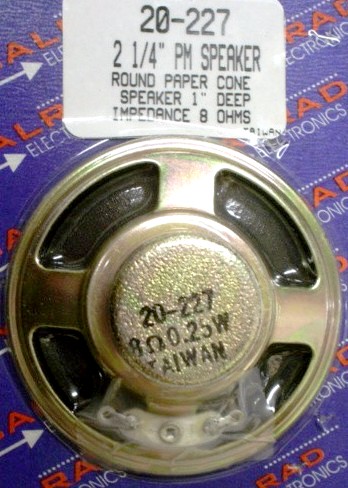 20-227
2 1/4" PM SPEAKER
ROUND PAPER CONE
SPEAKER 1" DEEP
IMPEDANCE 8 OHMS
TAIWAN
20-227
8Ω0.25W
TAIWAN